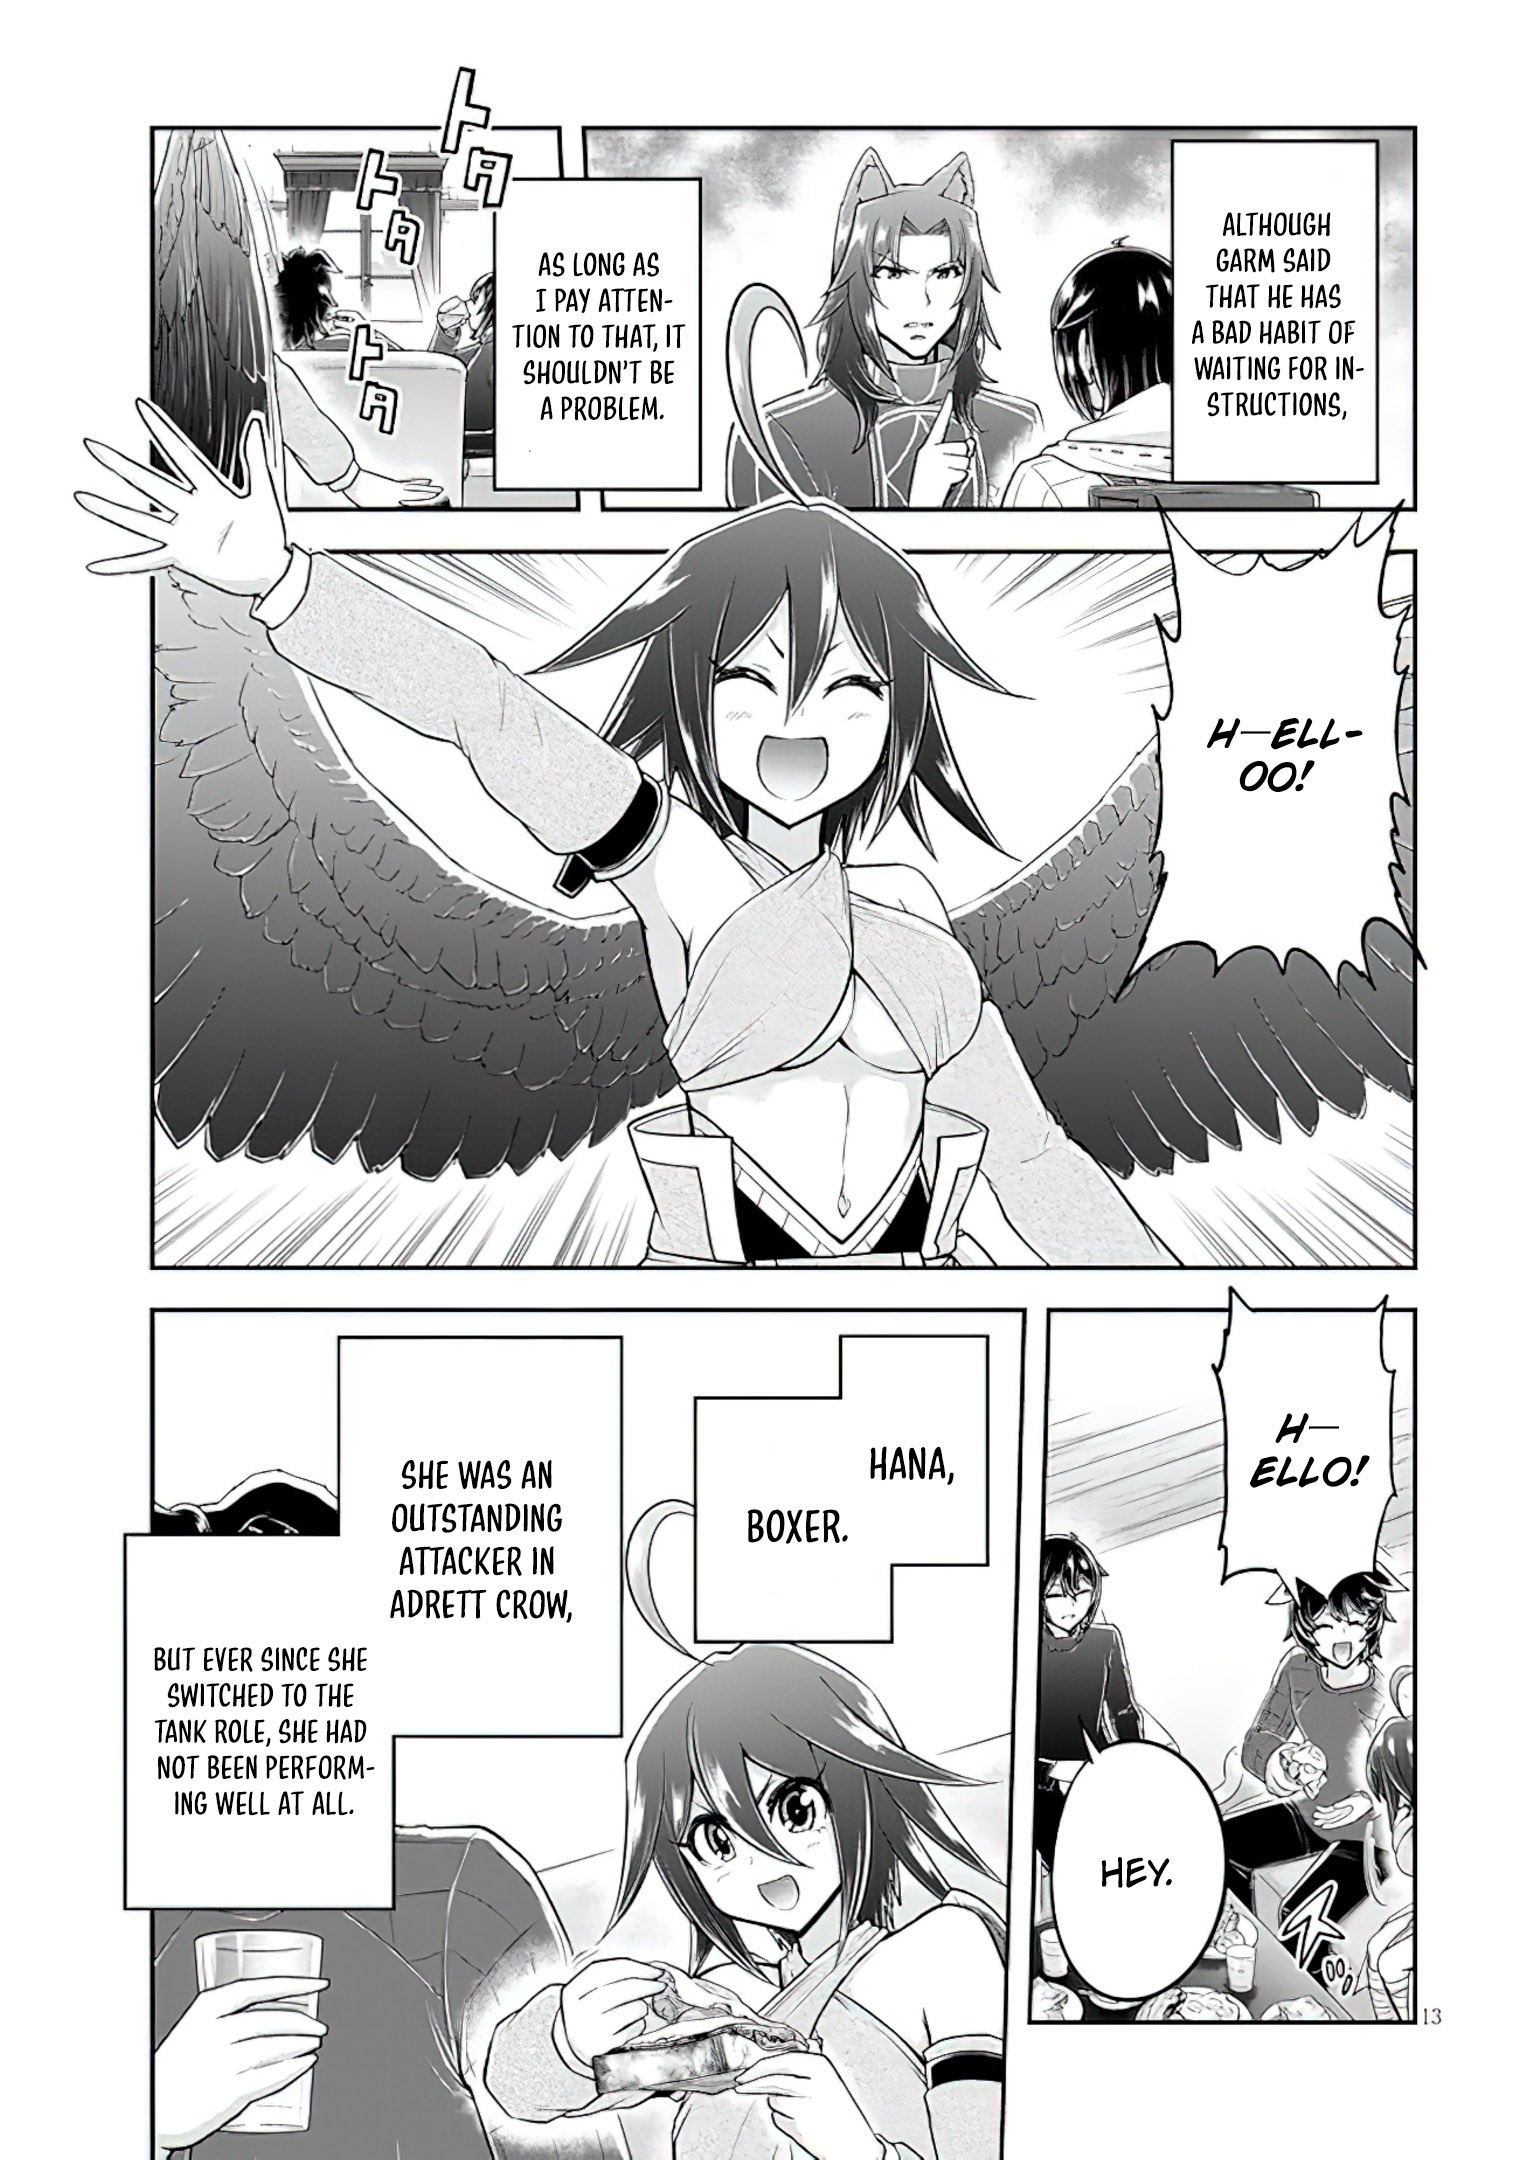 ALTHOUGH
GARM SAID
THAT HE HAS
A BAD HABIT OF
WAITING FOR IN-
STRUCTIONS,
AS LONG AS
I PAY ATTEN-
TION TO THAT, IT
SHOULDN'T BE
A PROBLEM.
トタ
トタ
トタ
H—ELL-
OO!
H—
ELLO!
HEY.
HANA,
BOXER.
SHE WAS AN
OUTSTANDING
ATTACKER IN
ADRETT CROW,
BUT EVER SINCE SHE
SWITCHED TO THE
TANK ROLE, SHE HAD
NOT BEEN PERFORM-
ING WELL AT ALL.
13